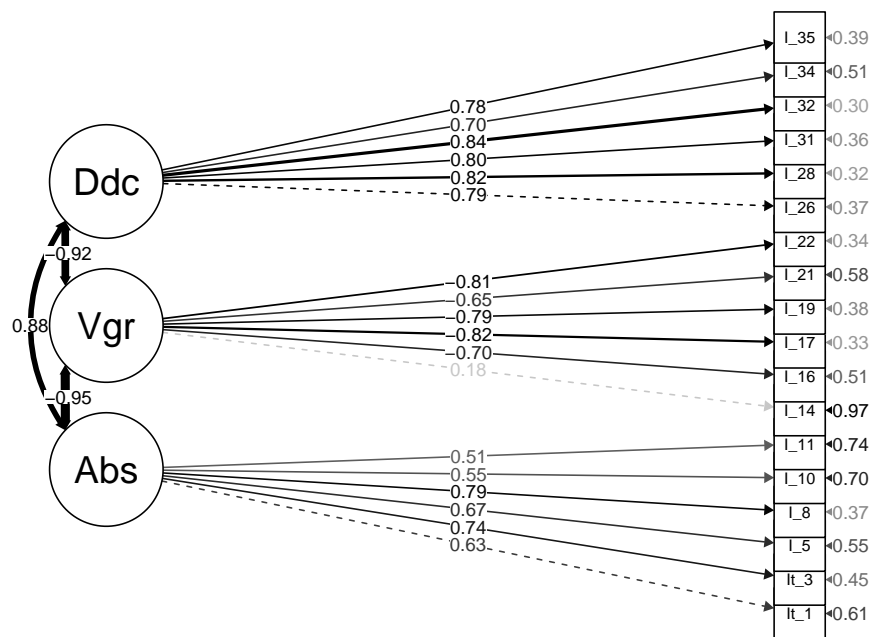 I_35 0.39
I_34 0.51
0.78
0.70
I_32 0.30
0.84
I_31 0.36
0.80
I_28 0.32
0.82
Ddc
0.79
I_26 0.37
I_22 0.34
−0.92
I_21 0.58
−0.81
−0.65
I_19 0.38
−0.79
0.88
Vgr
−0.82
I_17 0.33
−0.70
0.18
I_16 0.51
−0.95
I_14 0.97
I_11 0.74
0.51
0.55
I_10 0.70
Abs
0.79
0.67
I_8 0.37
0.74
0.63
I_5 0.55
It_3 0.45
It_1 0.61